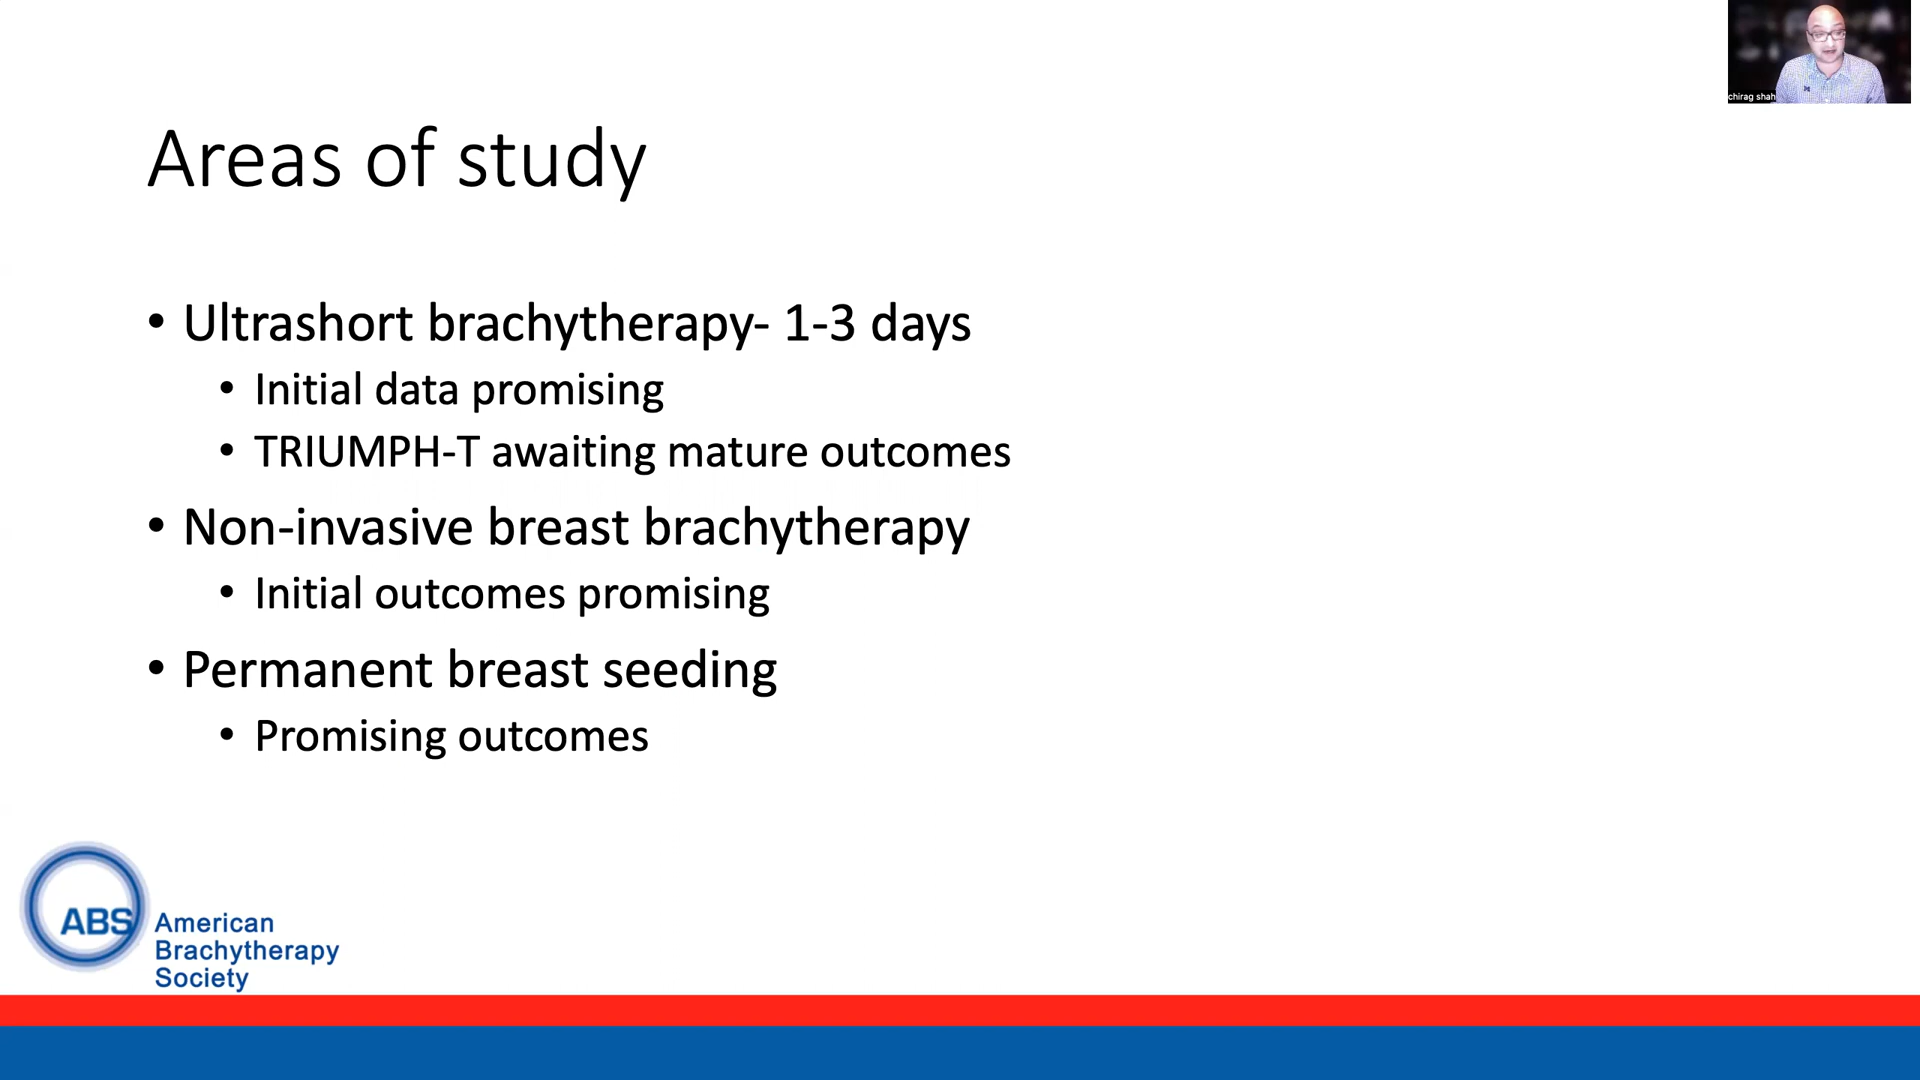 chirag shah
Areas of study
• Ultrashort brachytherapy- 1-3 days
• Initial data promising
• TRIUMPH-T awaiting mature outcomes
• Non-invasive breast brachytherapy
• Initial outcomes promising
• Permanent breast seeding
• Promising outcomes
ABS
American
Brachytherapy
Society